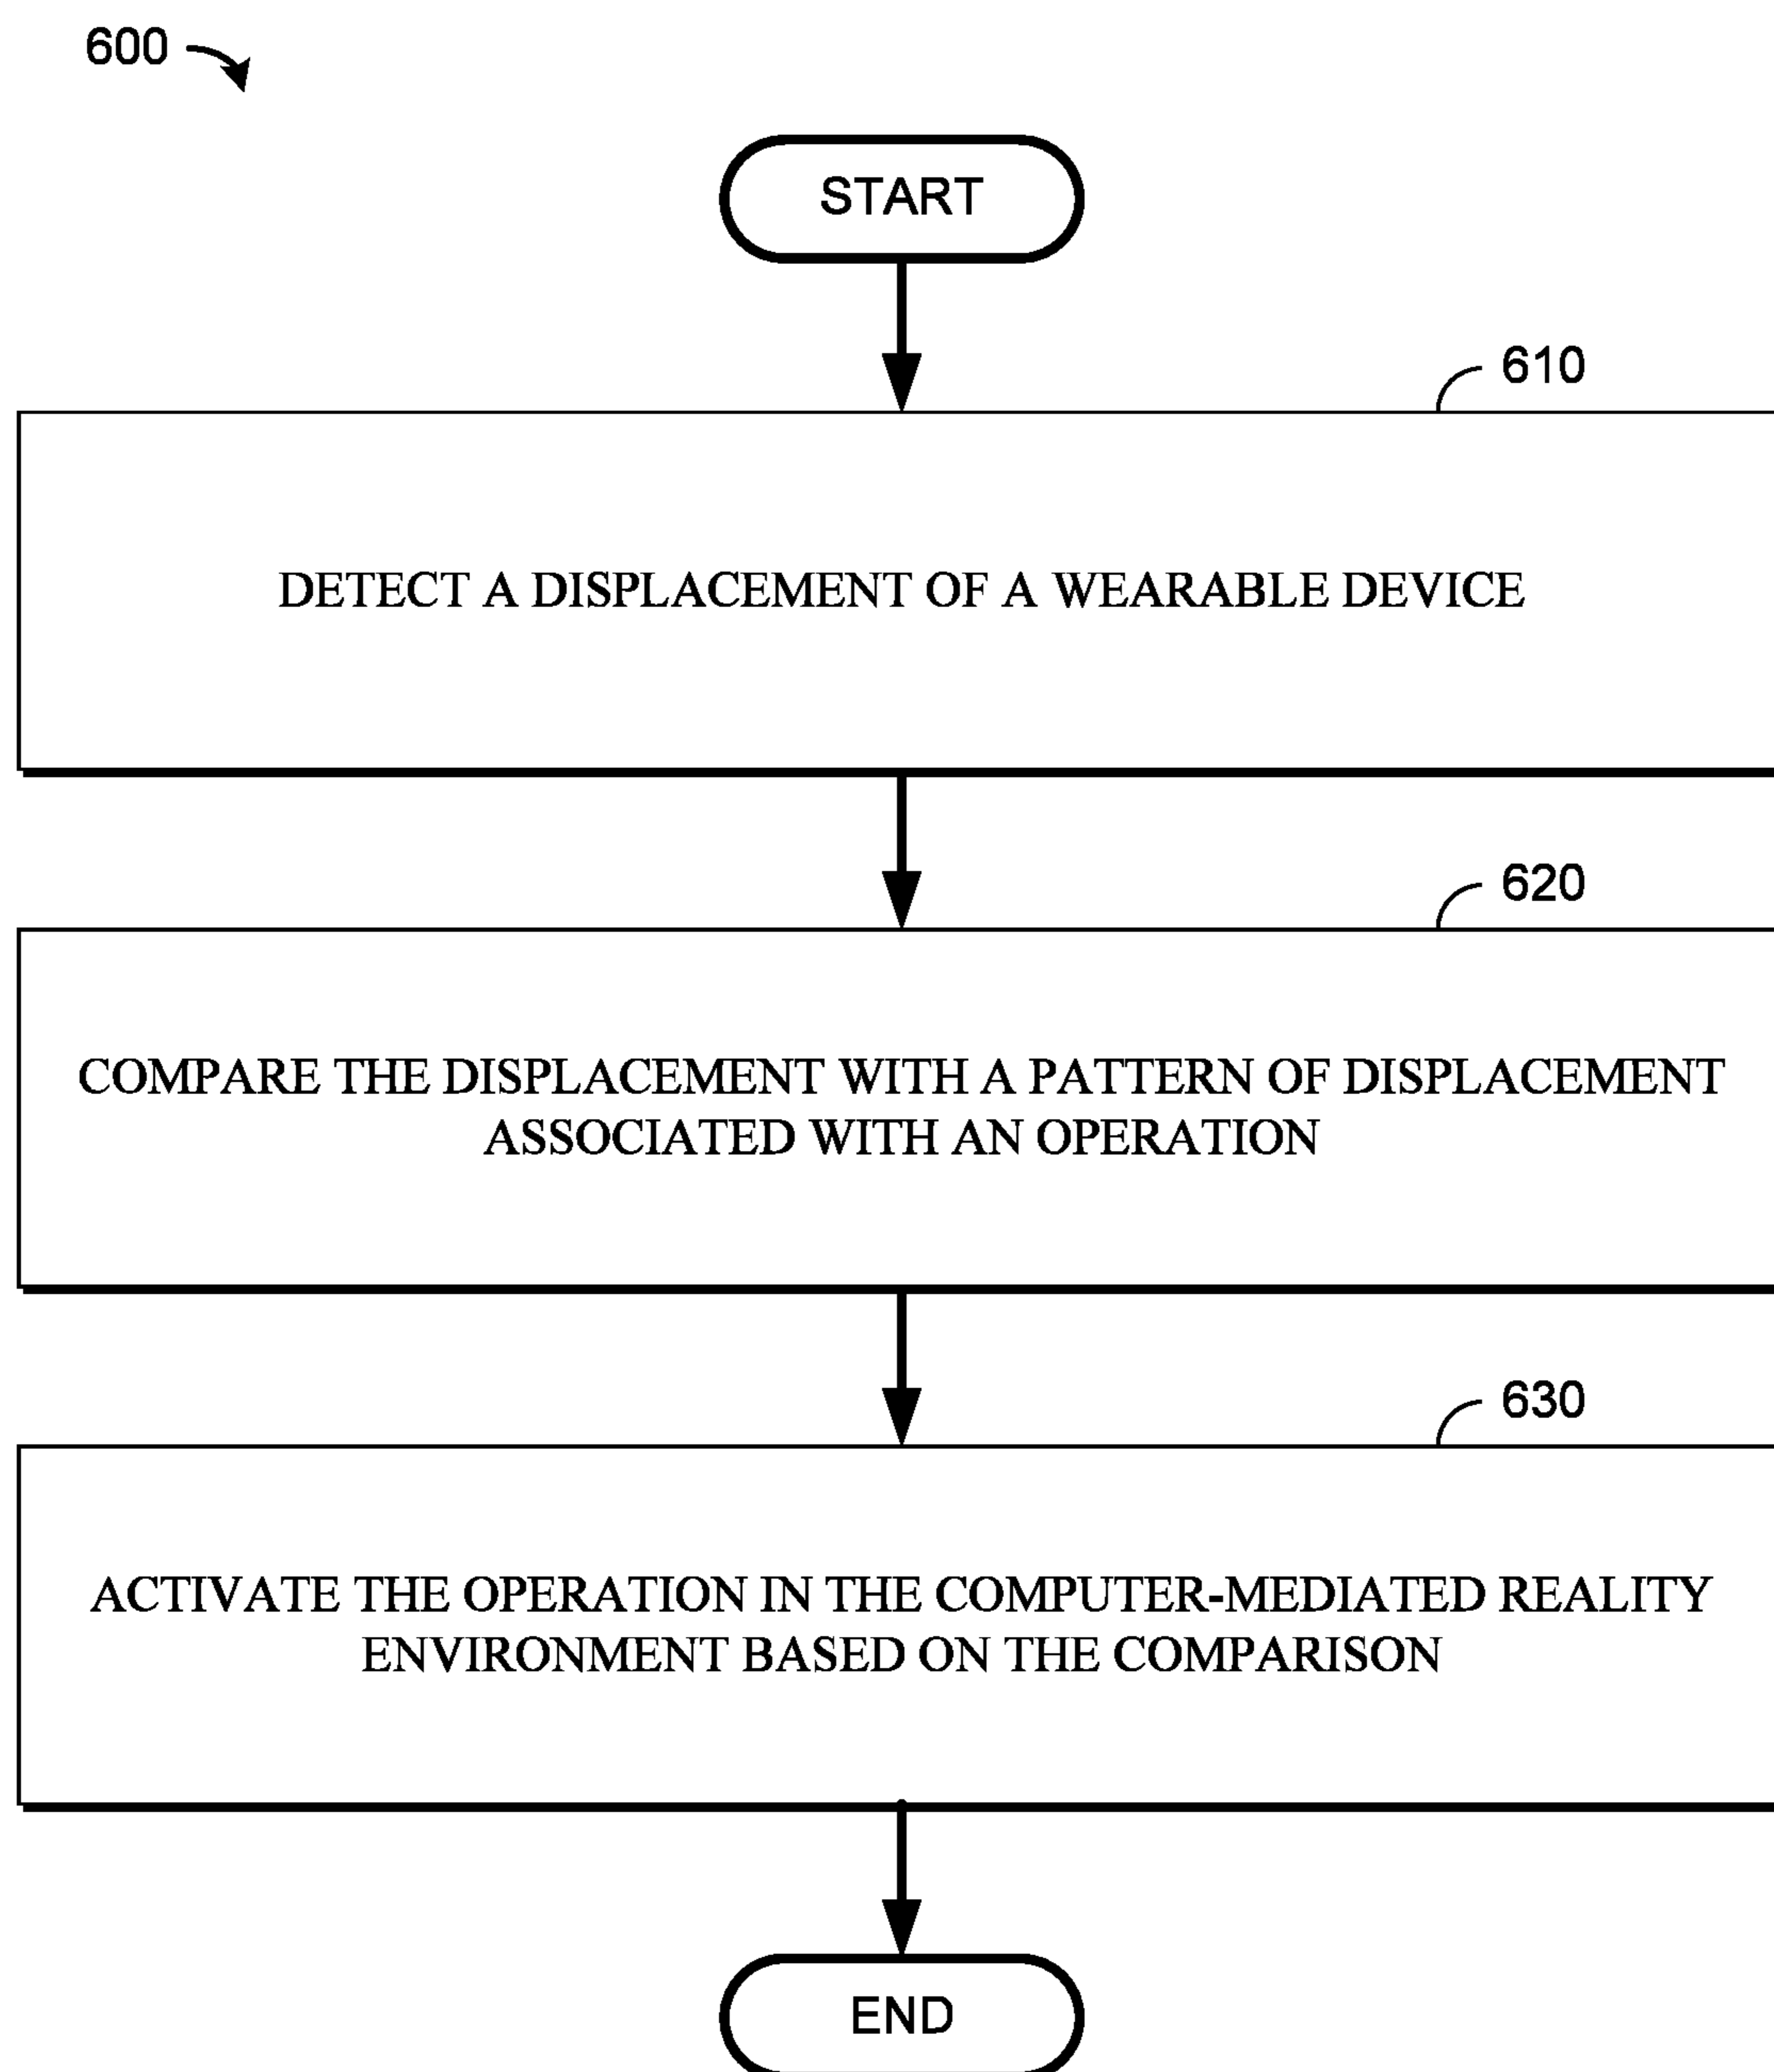 600
START
610
DETECT A DISPLACEMENT OF A WEARABLE DEVICE
620
COMPARE THE DISPLACEMENT WITH A PATTERN OF DISPLACEMENT
ASSOCIATED WITH AN OPERATION
630
ACTIVATE THE OPERATION IN THE COMPUTER-MEDIATED REALITY
ENVIRONMENT BASED ON THE COMPARISON
END